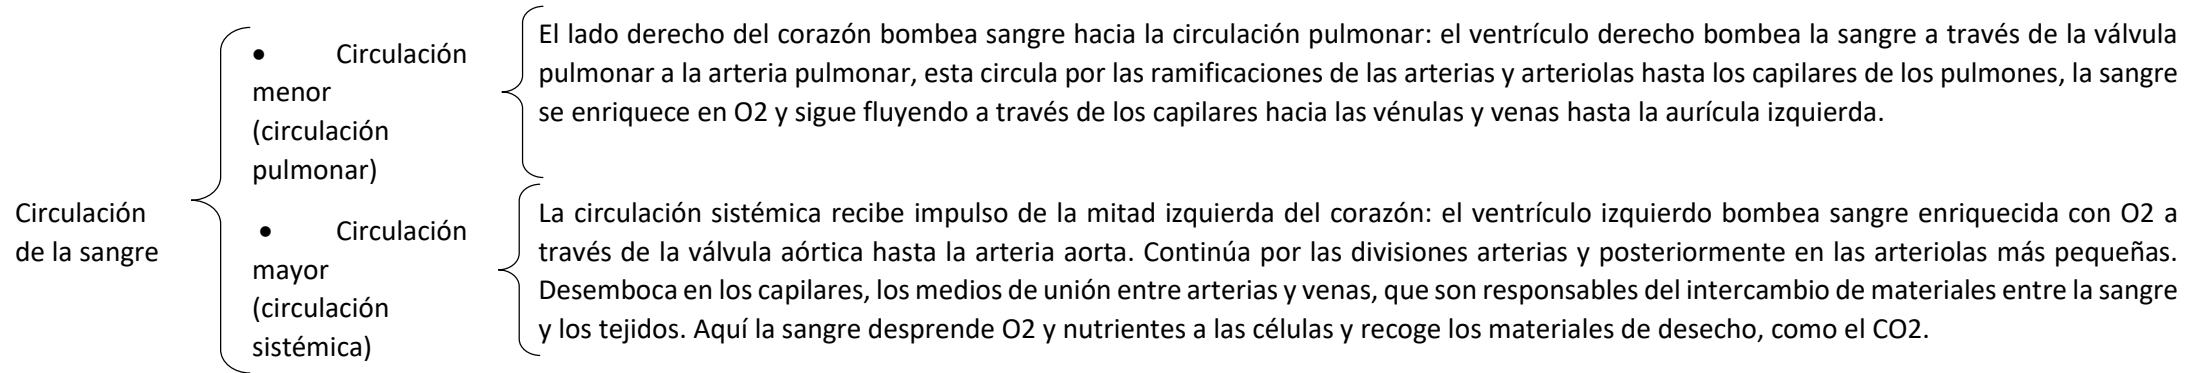 Circulación
de la sangre
• Circulación
menor
(circulación
pulmonar)
El lado derecho del corazón bombea sangre hacia la circulación pulmonar: el ventrículo derecho bombea la sangre a través de la válvula
pulmonar a la arteria pulmonar, esta circula por las ramificaciones de las arterias y arteriolas hasta los capilares de los pulmones, la sangre
se enriquece en O2 y sigue fluyendo a través de los capilares hacia las vénulas y venas hasta la aurícula izquierda.
• Circulación
mayor
(circulación
sistémica)
La circulación sistémica recibe impulso de la mitad izquierda del corazón: el ventrículo izquierdo bombea sangre enriquecida con O2 a
través de la válvula aórtica hasta la arteria aorta. Continúa por las divisiones arterias y posteriormente en las arteriolas más pequeñas.
Desemboca en los capilares, los medios de unión entre arterias y venas, que son responsables del intercambio de materiales entre la sangre
y los tejidos. Aquí la sangre desprende O2 y nutrientes a las células y recoge los materiales de desecho, como el CO2.